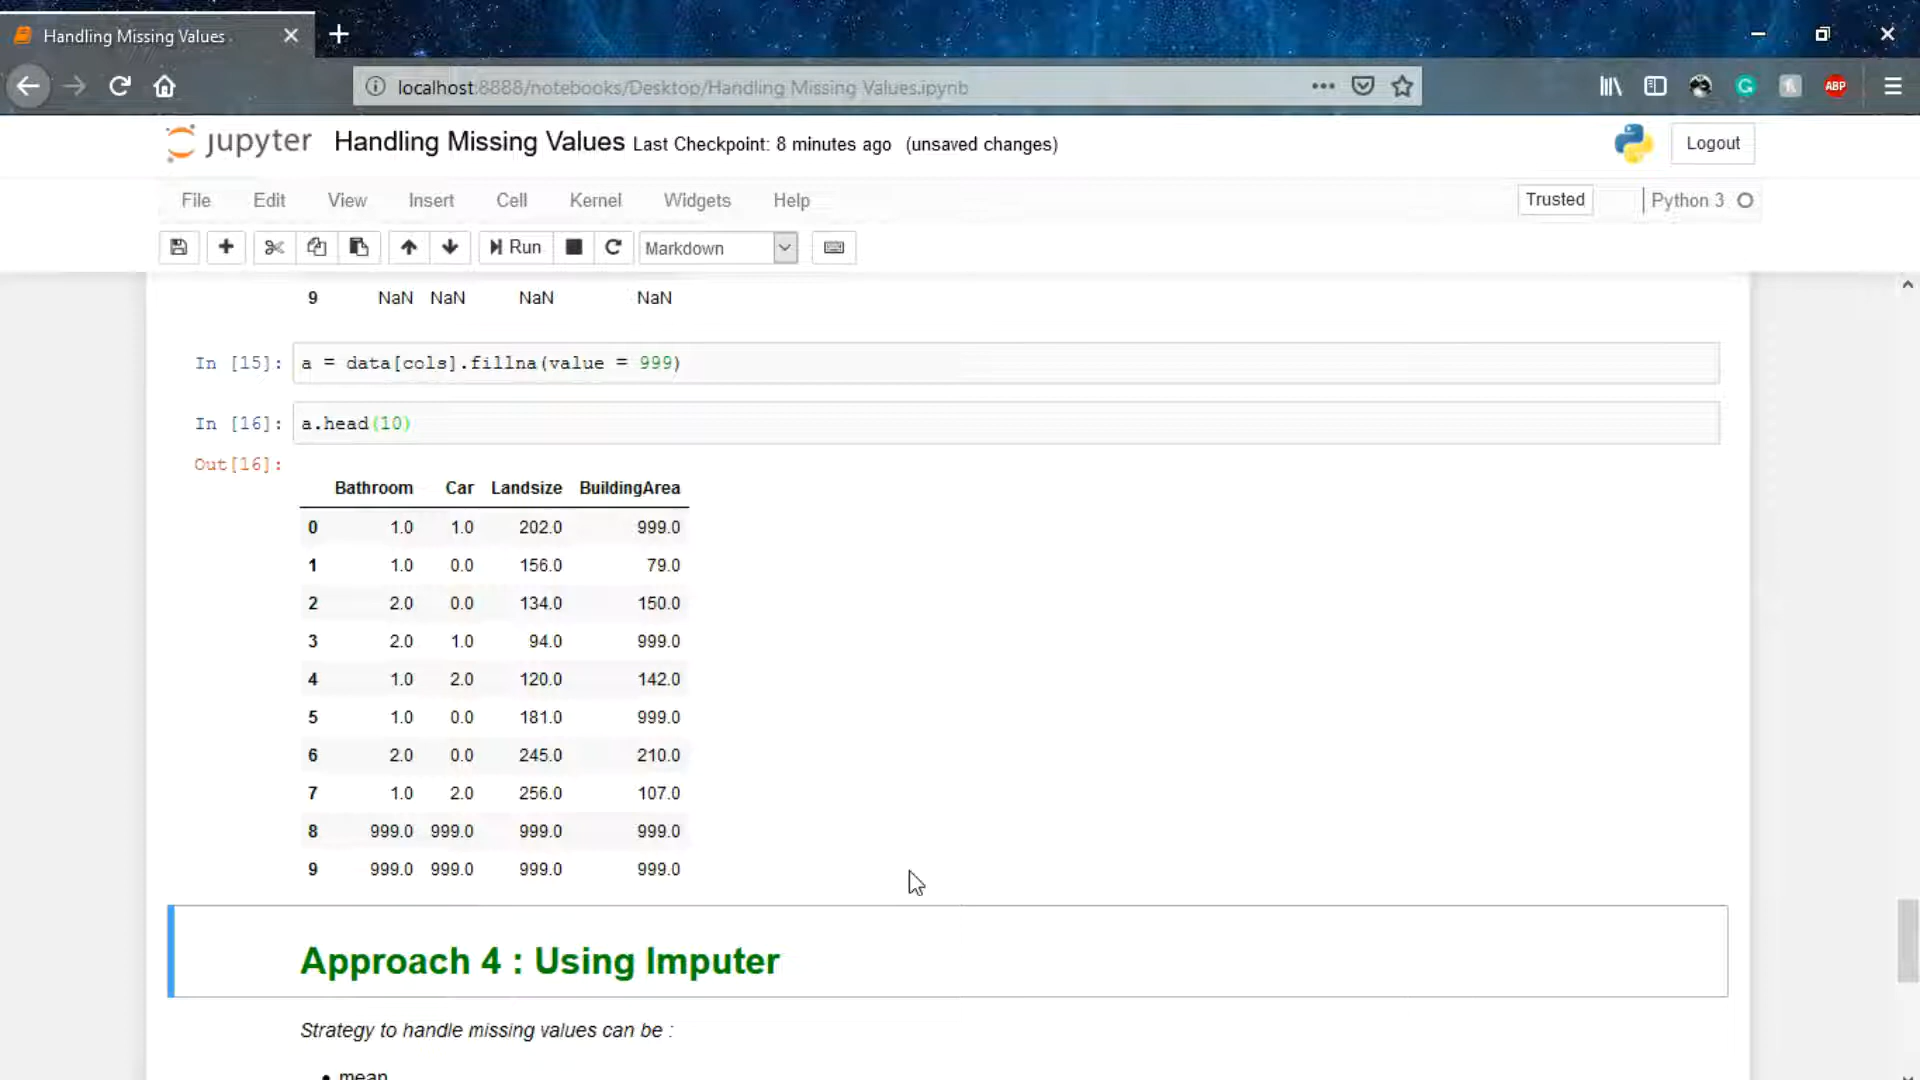 Handling Missing Values
localhost:8888/notebooks/Desktop/Handling Missing Values.ipynb
ABP
jupyter Handling Missing Values Last Checkpoint: 8 minutes ago (unsaved changes)
Logout
File Edit View Insert Cell Kernel Widgets Help
Trusted Python 3
Run Markdown
9 NaN NaN NaN NaN
In [15]: a = data[cols].fillna(value = 999)
In [16]: a.head(10)
Out[16]:
Bathroom Car Landsize BuildingArea
0 1.0 1.0 202.0 999.0
1 1.0 0.0 156.0 79.0
2 2.0 0.0 134.0 150.0
3 2.0 1.0 94.0 999.0
4 1.0 2.0 120.0 142.0
5 1.0 0.0 181.0 999.0
6 2.0 0.0 245.0 210.0
7 1.0 2.0 256.0 107.0
8 999.0 999.0 999.0 999.0
9 999.0 999.0 999.0 999.0
Approach 4 : Using Imputer
Strategy to handle missing values can be :
• mean